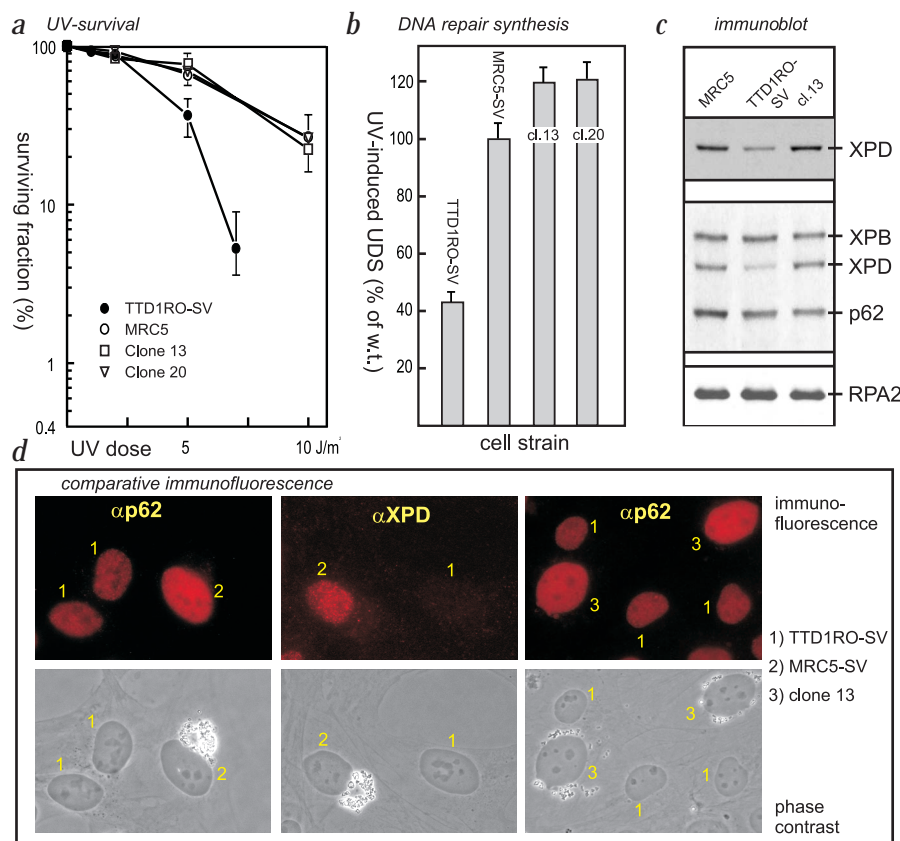 a UV-survival
100
10
1
0.4
surviving fraction (%)
TTD1RO-SV
MRC5
Clone 13
Clone 20
UV dose 5 10 J/m²
b DNA repair synthesis
120
100
80
60
40
20
UV-induced UDS (% of w.t.)
TTD1RO-SV
MRC5-SV
cl.13
cl.20
cell strain
c immunoblot
MRC5
TTD1RO-SV
cl.13
XPD
XPB
XPD
p62
RPA2
d
comparative immunofluorescence
αp62
1
1
2
αXPD
2
1
αp62
1
3
3
1
1
immuno-
fluorescence
1) TTD1RO-SV
2) MRC5-SV
3) clone 13
1
1
2
2
1
1
3
3
1
1
phase
contrast